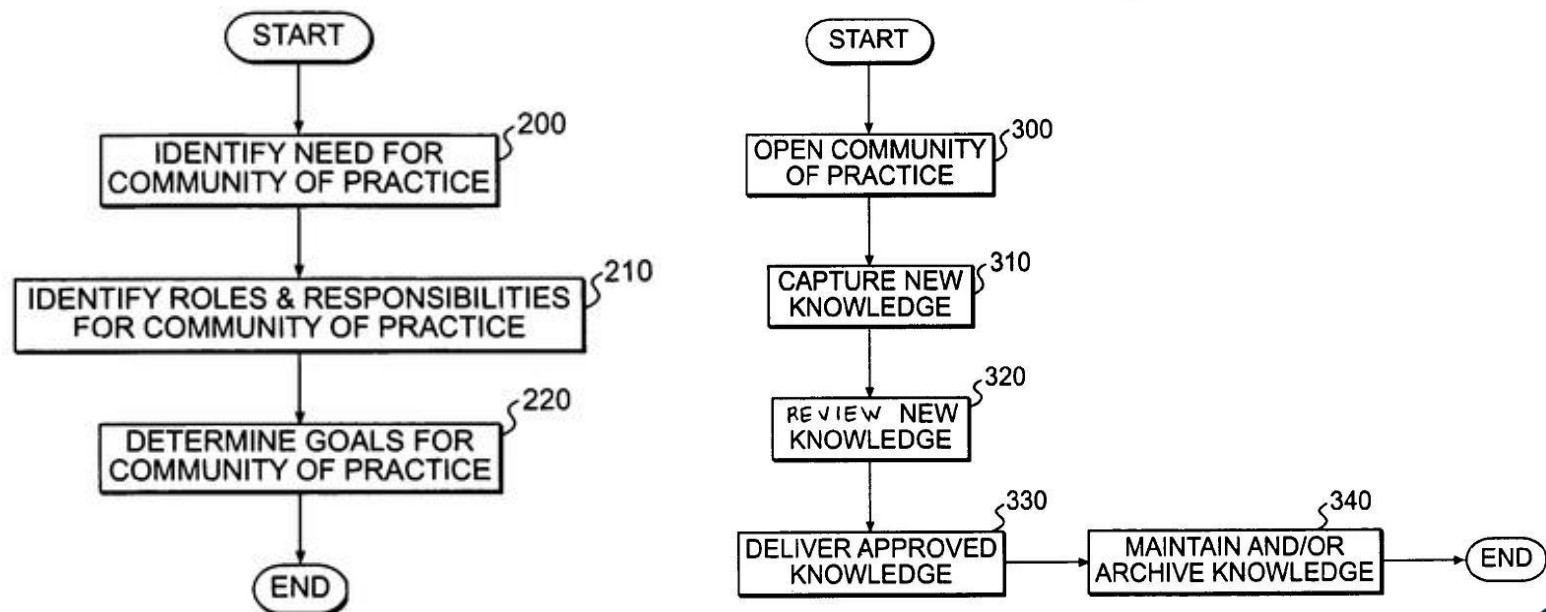 START
200
IDENTIFY NEED FOR
COMMUNITY OF PRACTICE
210
IDENTIFY ROLES & RESPONSIBILITIES
FOR COMMUNITY OF PRACTICE
220
DETERMINE GOALS FOR
COMMUNITY OF PRACTICE
END
START
300
OPEN COMMUNITY
OF PRACTICE
310
CAPTURE NEW
KNOWLEDGE
320
REVIEW NEW
KNOWLEDGE
330
DELIVER APPROVED
KNOWLEDGE
340
MAINTAIN AND/OR
ARCHIVE KNOWLEDGE
END